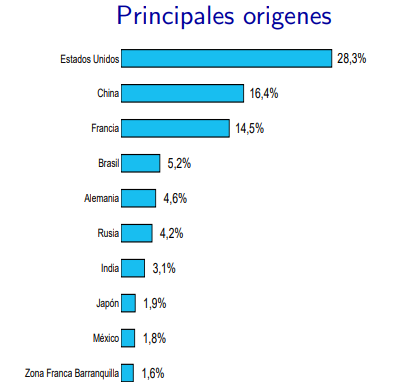 Principales origenes
Estados Unidos 28,3%
China 16,4%
Francia 14,5%
Brasil 5,2%
Alemania 4,6%
Rusia 4,2%
India 3,1%
Japón 1,9%
México 1,8%
Zona Franca Barranquilla 1,6%